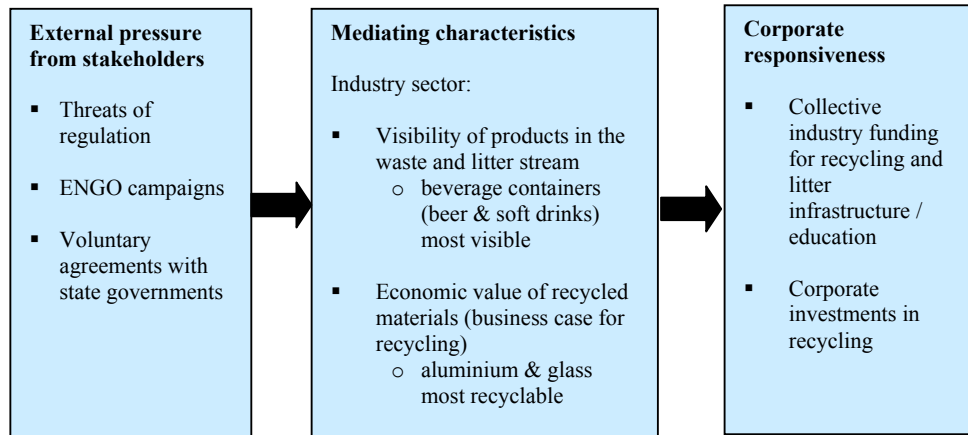 External pressure
from stakeholders
▪ Threats of
regulation
▪ ENGO campaigns
▪ Voluntary
agreements with
state governments
Mediating characteristics
Industry sector:
▪ Visibility of products in the
waste and litter stream
o beverage containers
(beer & soft drinks)
most visible
▪ Economic value of recycled
materials (business case for
recycling)
o aluminium & glass
most recyclable
Corporate
responsiveness
▪ Collective
industry funding
for recycling and
litter
infrastructure /
education
▪ Corporate
investments in
recycling